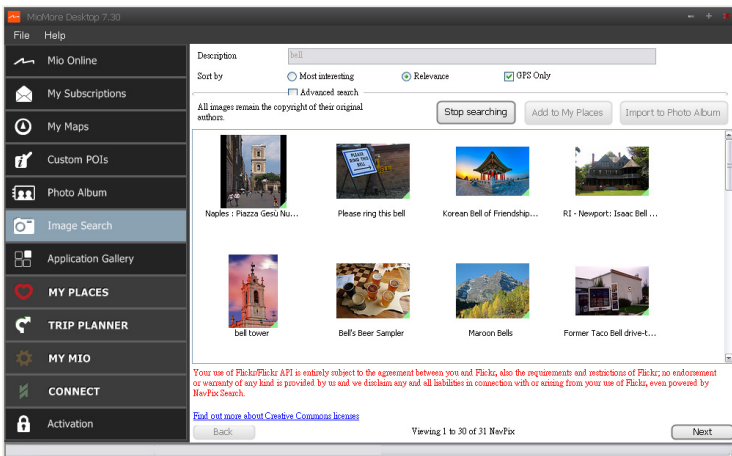 MioMore Desktop 7.30
File Help
Mio Online
My Subscriptions
My Maps
Custom POIs
Photo Album
Image Search
Application Gallery
MY PLACES
TRIP PLANNER
MY MIO
CONNECT
Activation
Description bell
Sort by Most interesting Relevance GPS Only
Advanced search
All images remain the copyright of their original
authors.
Stop searching Add to My Places Import to Photo Album
PLEASE
RING THIS
BELL
Naples : Piazza Gesù Nu... Please ring this bell Korean Bell of Friendship... RI - Newport: Isaac Bell ...
bell tower Bell's Beer Sampler Maroon Bells Former Taco Bell drive-t...
Your use of Flickr/Flickr API is entirely subject to the agreement between you and Flickr, also the requirements and restrictions of Flickr; no endorsement
or warranty of any kind is provided by us and we disclaim any and all liabilities in connection with or arising from your use of Flickr, even powered by
NavPix Search.
Find out more about Creative Commons licenses
Back Viewing 1 to 30 of 31 NavPix Next